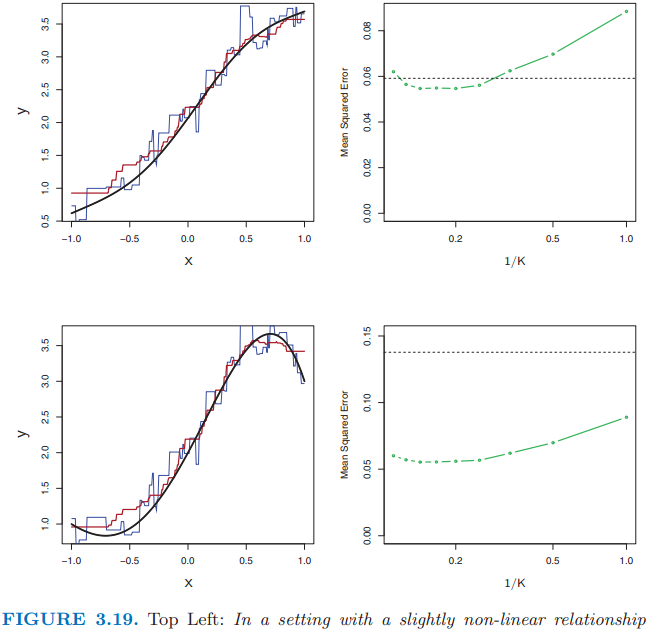 y
0.5 1.0 1.5 2.0 2.5 3.0 3.5
−1.0 −0.5 0.0 0.5 1.0
x
Mean Squared Error
0.00 0.02 0.04 0.06 0.08
0.2 0.5 1.0
1/K
y
1.0 1.5 2.0 2.5 3.0 3.5
−1.0 −0.5 0.0 0.5 1.0
x
Mean Squared Error
0.00 0.05 0.10 0.15
0.2 0.5 1.0
1/K
FIGURE 3.19. Top Left: In a setting with a slightly non-linear relationship